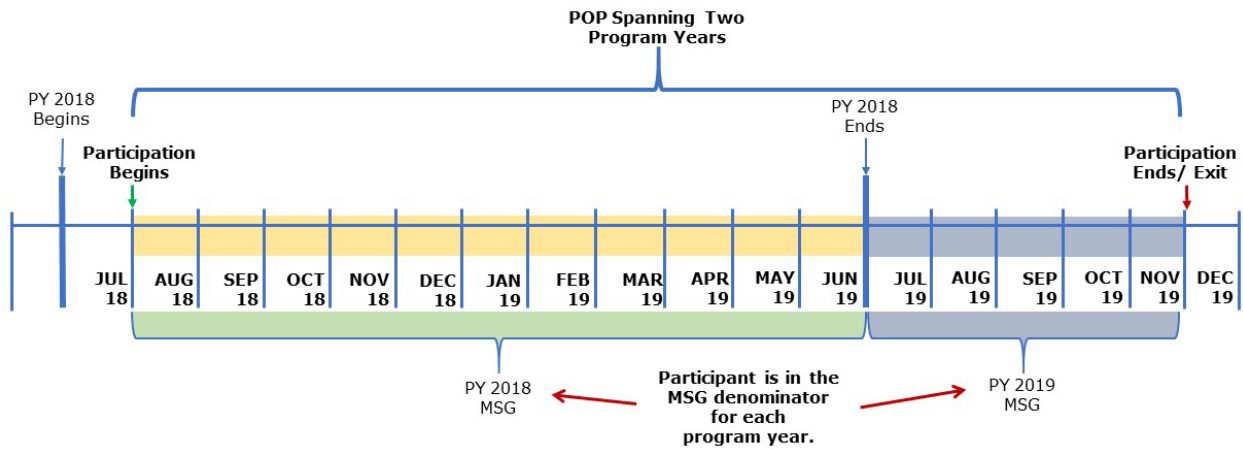 POP Spanning Two
Program Years
PY 2018
Begins
PY 2018
Ends
Participation
Begins
Participation
Ends/ Exit
JUL AUG SEP OCT NOV DEC JAN FEB MAR APR MAY JUN JUL AUG SEP OCT NOV DEC
18 18 18 18 18 18 19 19 19 19 19 19 19 19 19 19 19 19
PY 2018
MSG
Participant is in the
MSG denominator
for each
program year.
PY 2019
MSG